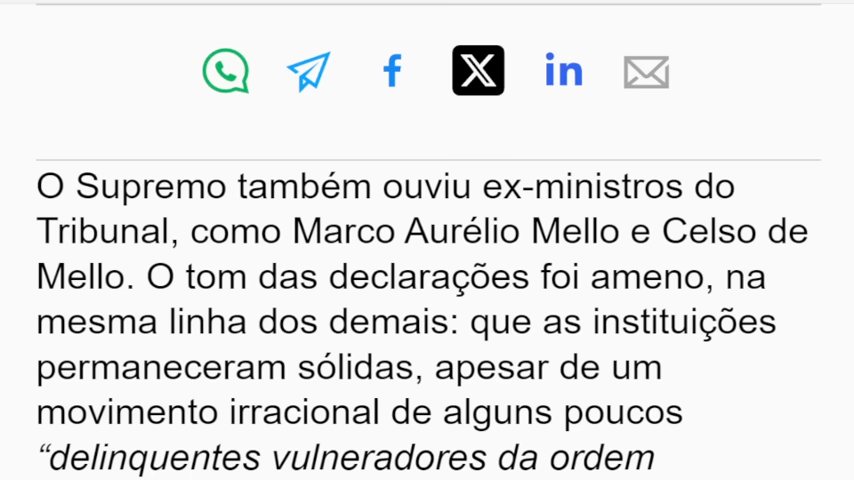 O Supremo também ouviu ex-ministros do
Tribunal, como Marco Aurélio Mello e Celso de
Mello. O tom das declarações foi ameno, na
mesma linha dos demais: que as instituições
permaneceram sólidas, apesar de um
movimento irracional de alguns poucos
“delinquentes vulneradores da ordem